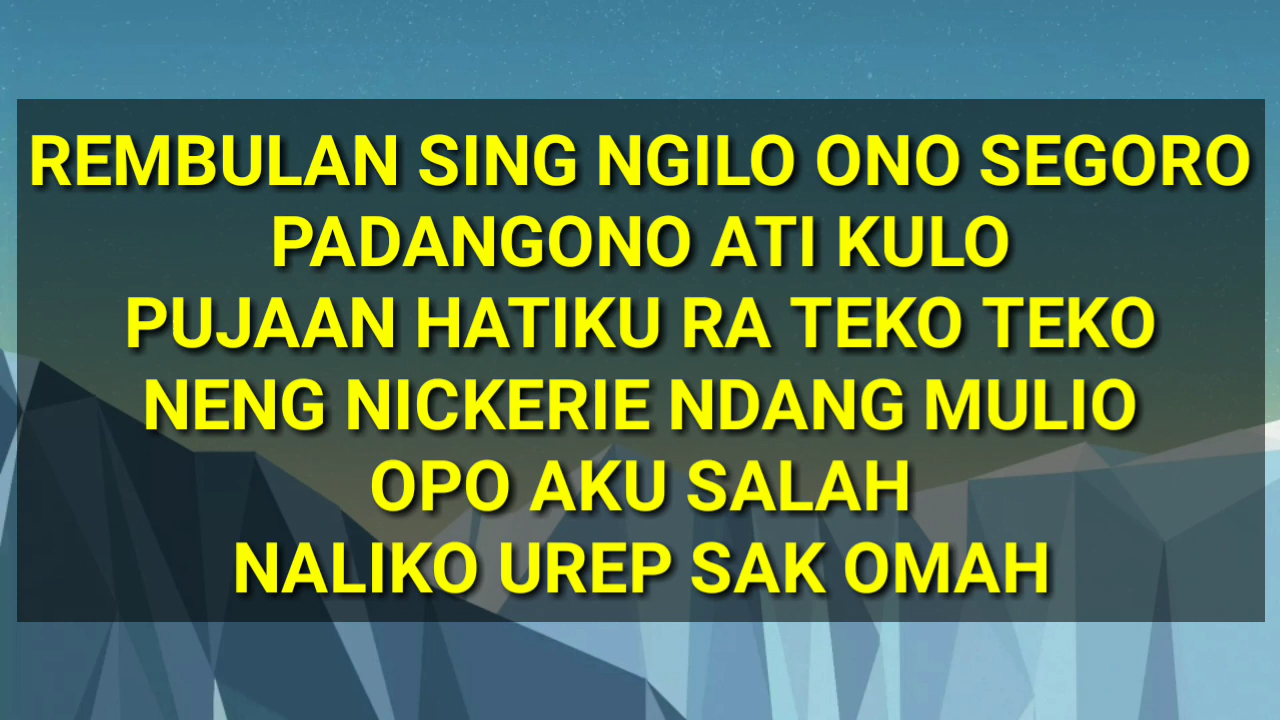 REMBULAN SING NGILO ONO SEGORO
PADANGONO ATI KULO
PUJAAN HATIKU RA TEKO TEKO
NENG NICKERIE NDANG MULIO
OPO AKU SALAH
NALIKO UREP SAK OMAH